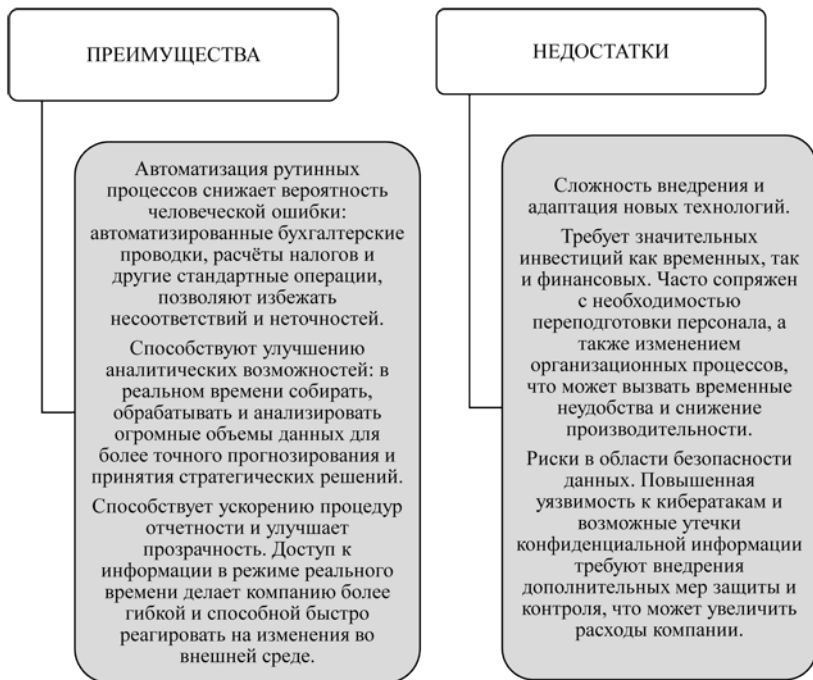 ПРЕИМУЩЕСТВА
Автоматизация рутинных
процессов снижает вероятность
человеческой ошибки:
автоматизированные бухгалтерские
проводки, расчёты налогов и
другие стандартные операции,
позволяют избежать
несоответствий и неточностей.
Способствуют улучшению
аналитических возможностей: в
реальном времени собирать,
обрабатывать и анализировать
огромные объемы данных для
более точного прогнозирования и
принятия стратегических решений.
Способствует ускорению процедур
отчетности и улучшает
прозрачность. Доступ к
информации в режиме реального
времени делает компанию более
гибкой и способной быстро
реагировать на изменения во
внешней среде.
НЕДОСТАТКИ
Сложность внедрения и
адаптация новых технологий.
Требует значительных
инвестиций как временных, так
и финансовых. Часто сопряжен
с необходимостью
переподготовки персонала, а
также изменением
организационных процессов,
что может вызвать временные
неудобства и снижение
производительности.
Риски в области безопасности
данных. Повышенная
уязвимость к кибератакам и
возможные утечки
конфиденциальной информации
требуют внедрения
дополнительных мер защиты и
контроля, что может увеличить
расходы компании.